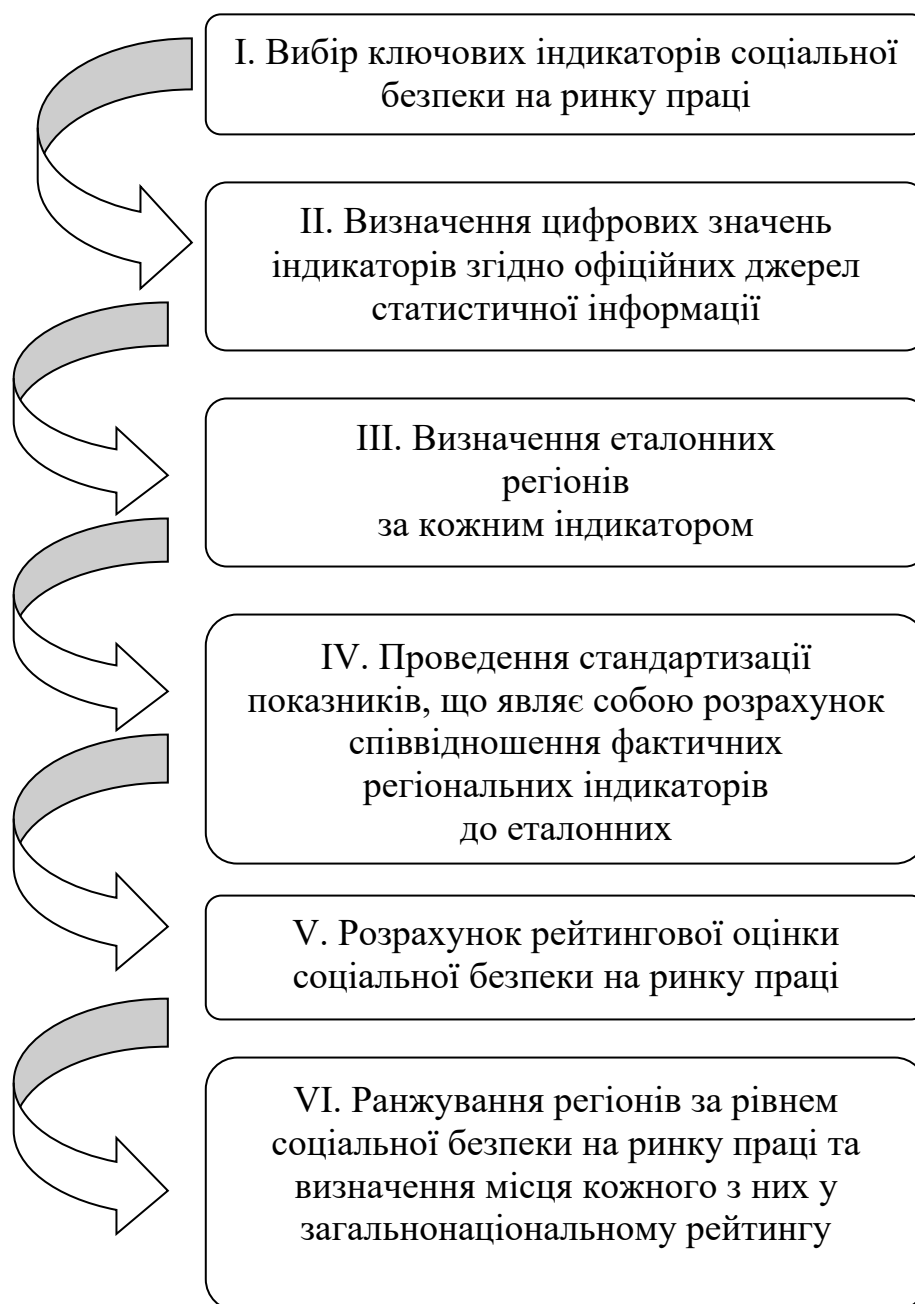 I. Вибір ключових індикаторів соціальної
безпеки на ринку праці
II. Визначення цифрових значень
індикаторів згідно офіційних джерел
статистичної інформації
III. Визначення еталонних
регіонів
за кожним індикатором
IV. Проведення стандартизації
показників, що являє собою розрахунок
співвідношення фактичних
регіональних індикаторів
до еталонних
V. Розрахунок рейтингової оцінки
соціальної безпеки на ринку праці
VI. Ранжування регіонів за рівнем
соціальної безпеки на ринку праці та
визначення місця кожного з них у
загальнонаціональному рейтингу